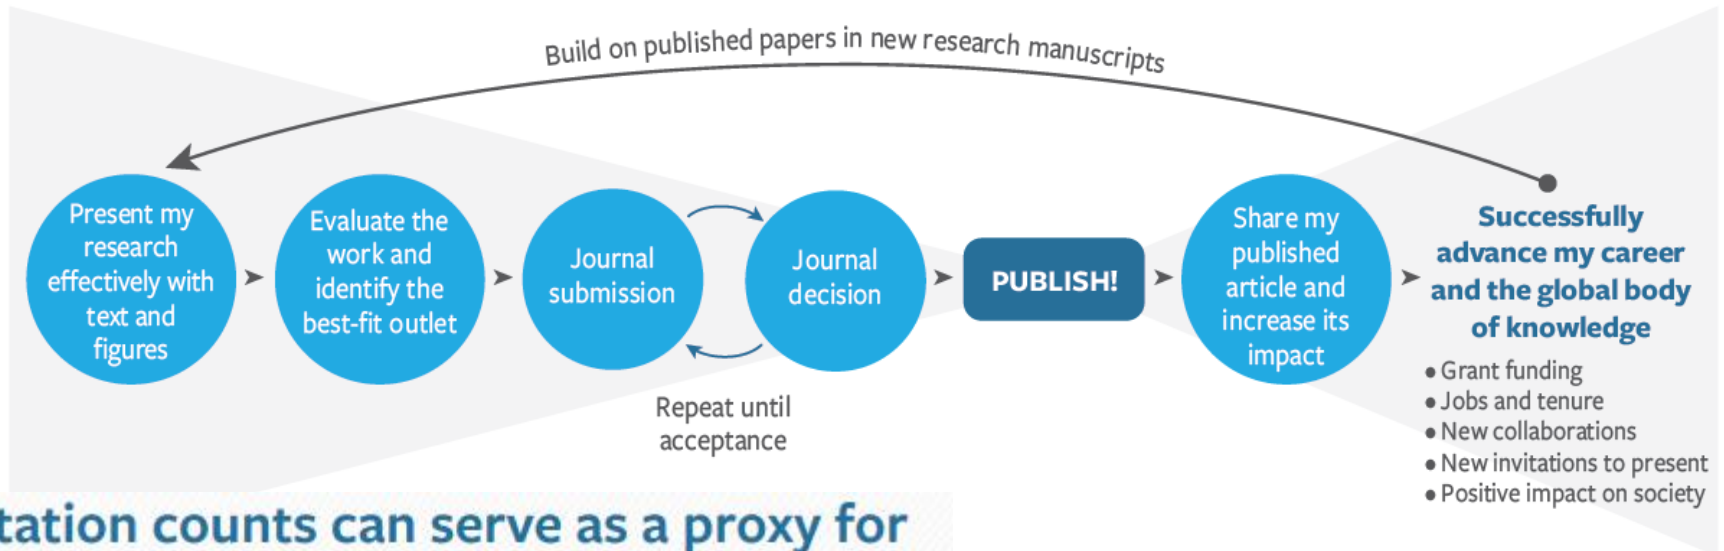 Build on published papers in new research manuscripts
Present my
research
effectively with
text and
figures
Evaluate the
work and
identify the
best-fit outlet
Journal
submission
Journal
decision
Repeat until
acceptance
PUBLISH!
Share my
published
article and
increase its
impact
Successfully
advance my career
and the global body
of knowledge
• Grant funding
• Jobs and tenure
• New collaborations
• New invitations to present
• Positive impact on society
counts can serve as a proxy for